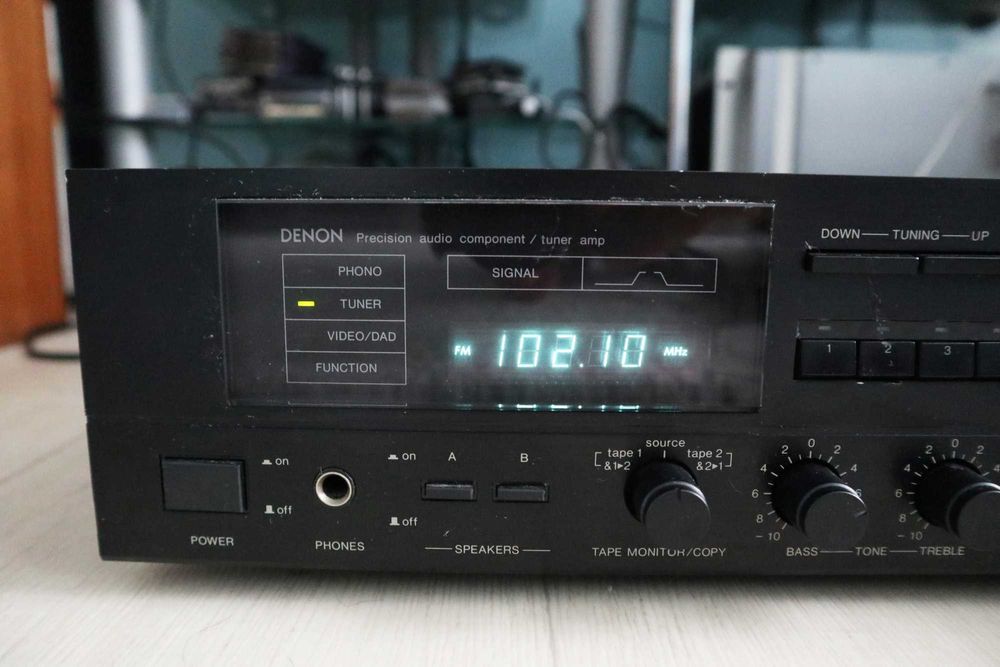 DENON Precision audio component / tuner amp
PHONO
TUNER
VIDEO/DAD
FUNCTION
SIGNAL
FM 102.10 MHz
DOWN TUNING UP
1 2 3
on
off
POWER
PHONES
on
off
A B
SPEAKERS
source
tape 1 tape 2
&1▸2 &2▸1
TAPE MONITOR/COPY
0
2 2
4 4
6 6
8
-10
BASS TONE TREBLE
0
2 2
4
6
8
-10